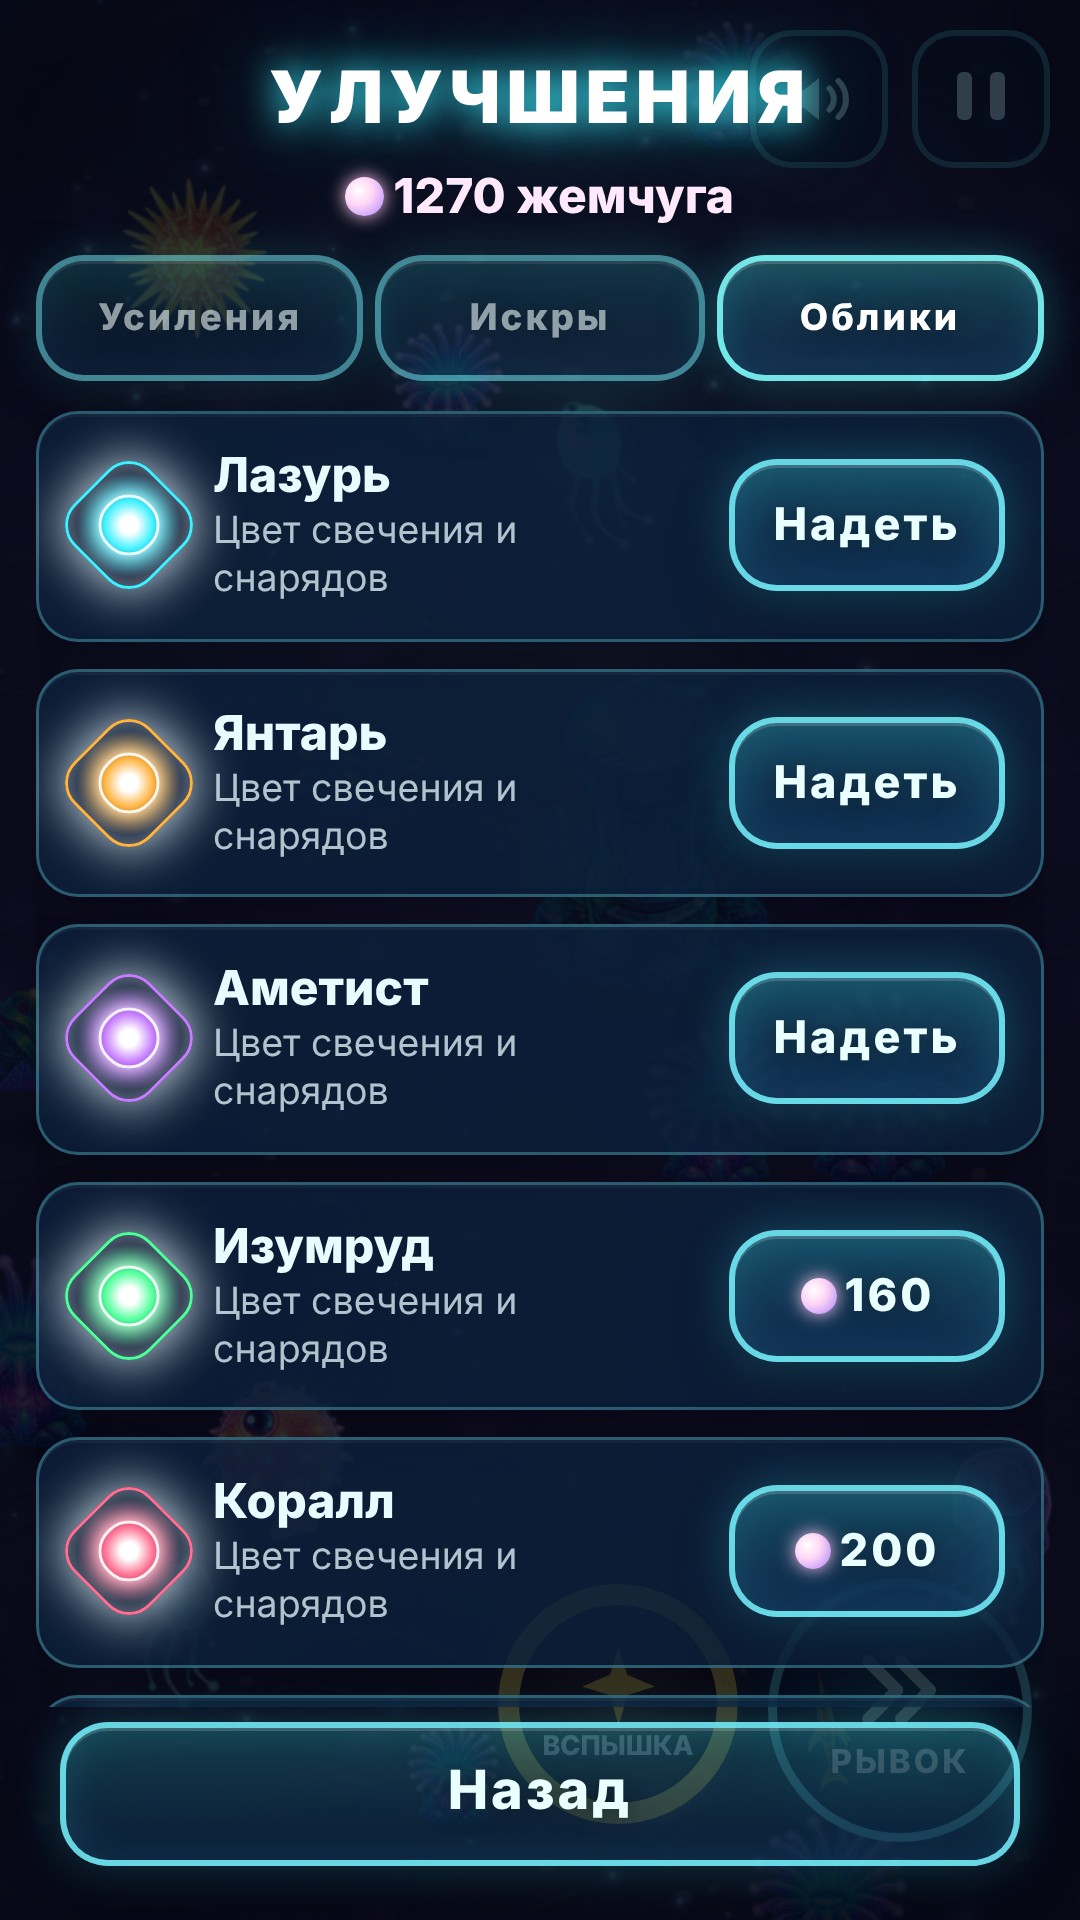 УЛУЧШЕНИЯ
1270 жемчуга
Усиления
Искры
Облики
Лазурь
Цвет свечения и
снарядов
Надеть
Янтарь
Цвет свечения и
снарядов
Надеть
Аметист
Цвет свечения и
снарядов
Надеть
Изумруд
Цвет свечения и
снарядов
160
Коралл
Цвет свечения и
снарядов
200
ВСПЫШКА
РЫВОК
Назад